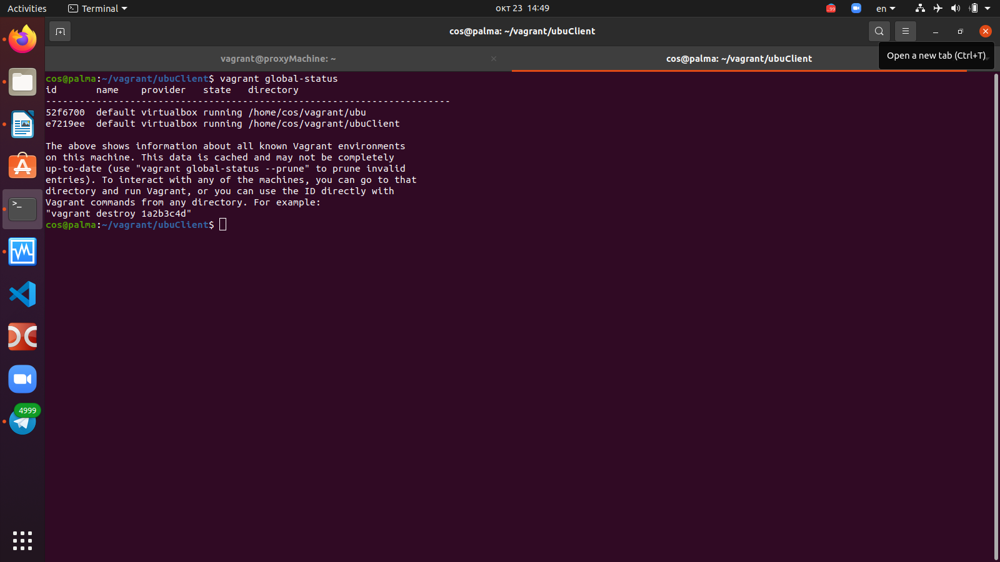 Activities
Terminal
окт 23 14:49
en
cos@palma: ~/vagrant/ubuClient
Open a new tab (Ctrl+T)
vagrant@proxyMachine: ~
cos@palma: ~/vagrant/ubuClient
cos@palma:~/vagrant/ubuClient$ vagrant global-status
id       name    provider   state   directory
------------------------------------------------------------------------
52f6700  default virtualbox running /home/cos/vagrant/ubu
e7219ee  default virtualbox running /home/cos/vagrant/ubuClient
The above shows information about all known Vagrant environments
on this machine. This data is cached and may not be completely
up-to-date (use "vagrant global-status --prune" to prune invalid
entries). To interact with any of the machines, you can go to that
directory and run Vagrant, or you can use the ID directly with
Vagrant commands from any directory. For example:
"vagrant destroy 1a2b3c4d"
cos@palma:~/vagrant/ubuClient$
>_
4999